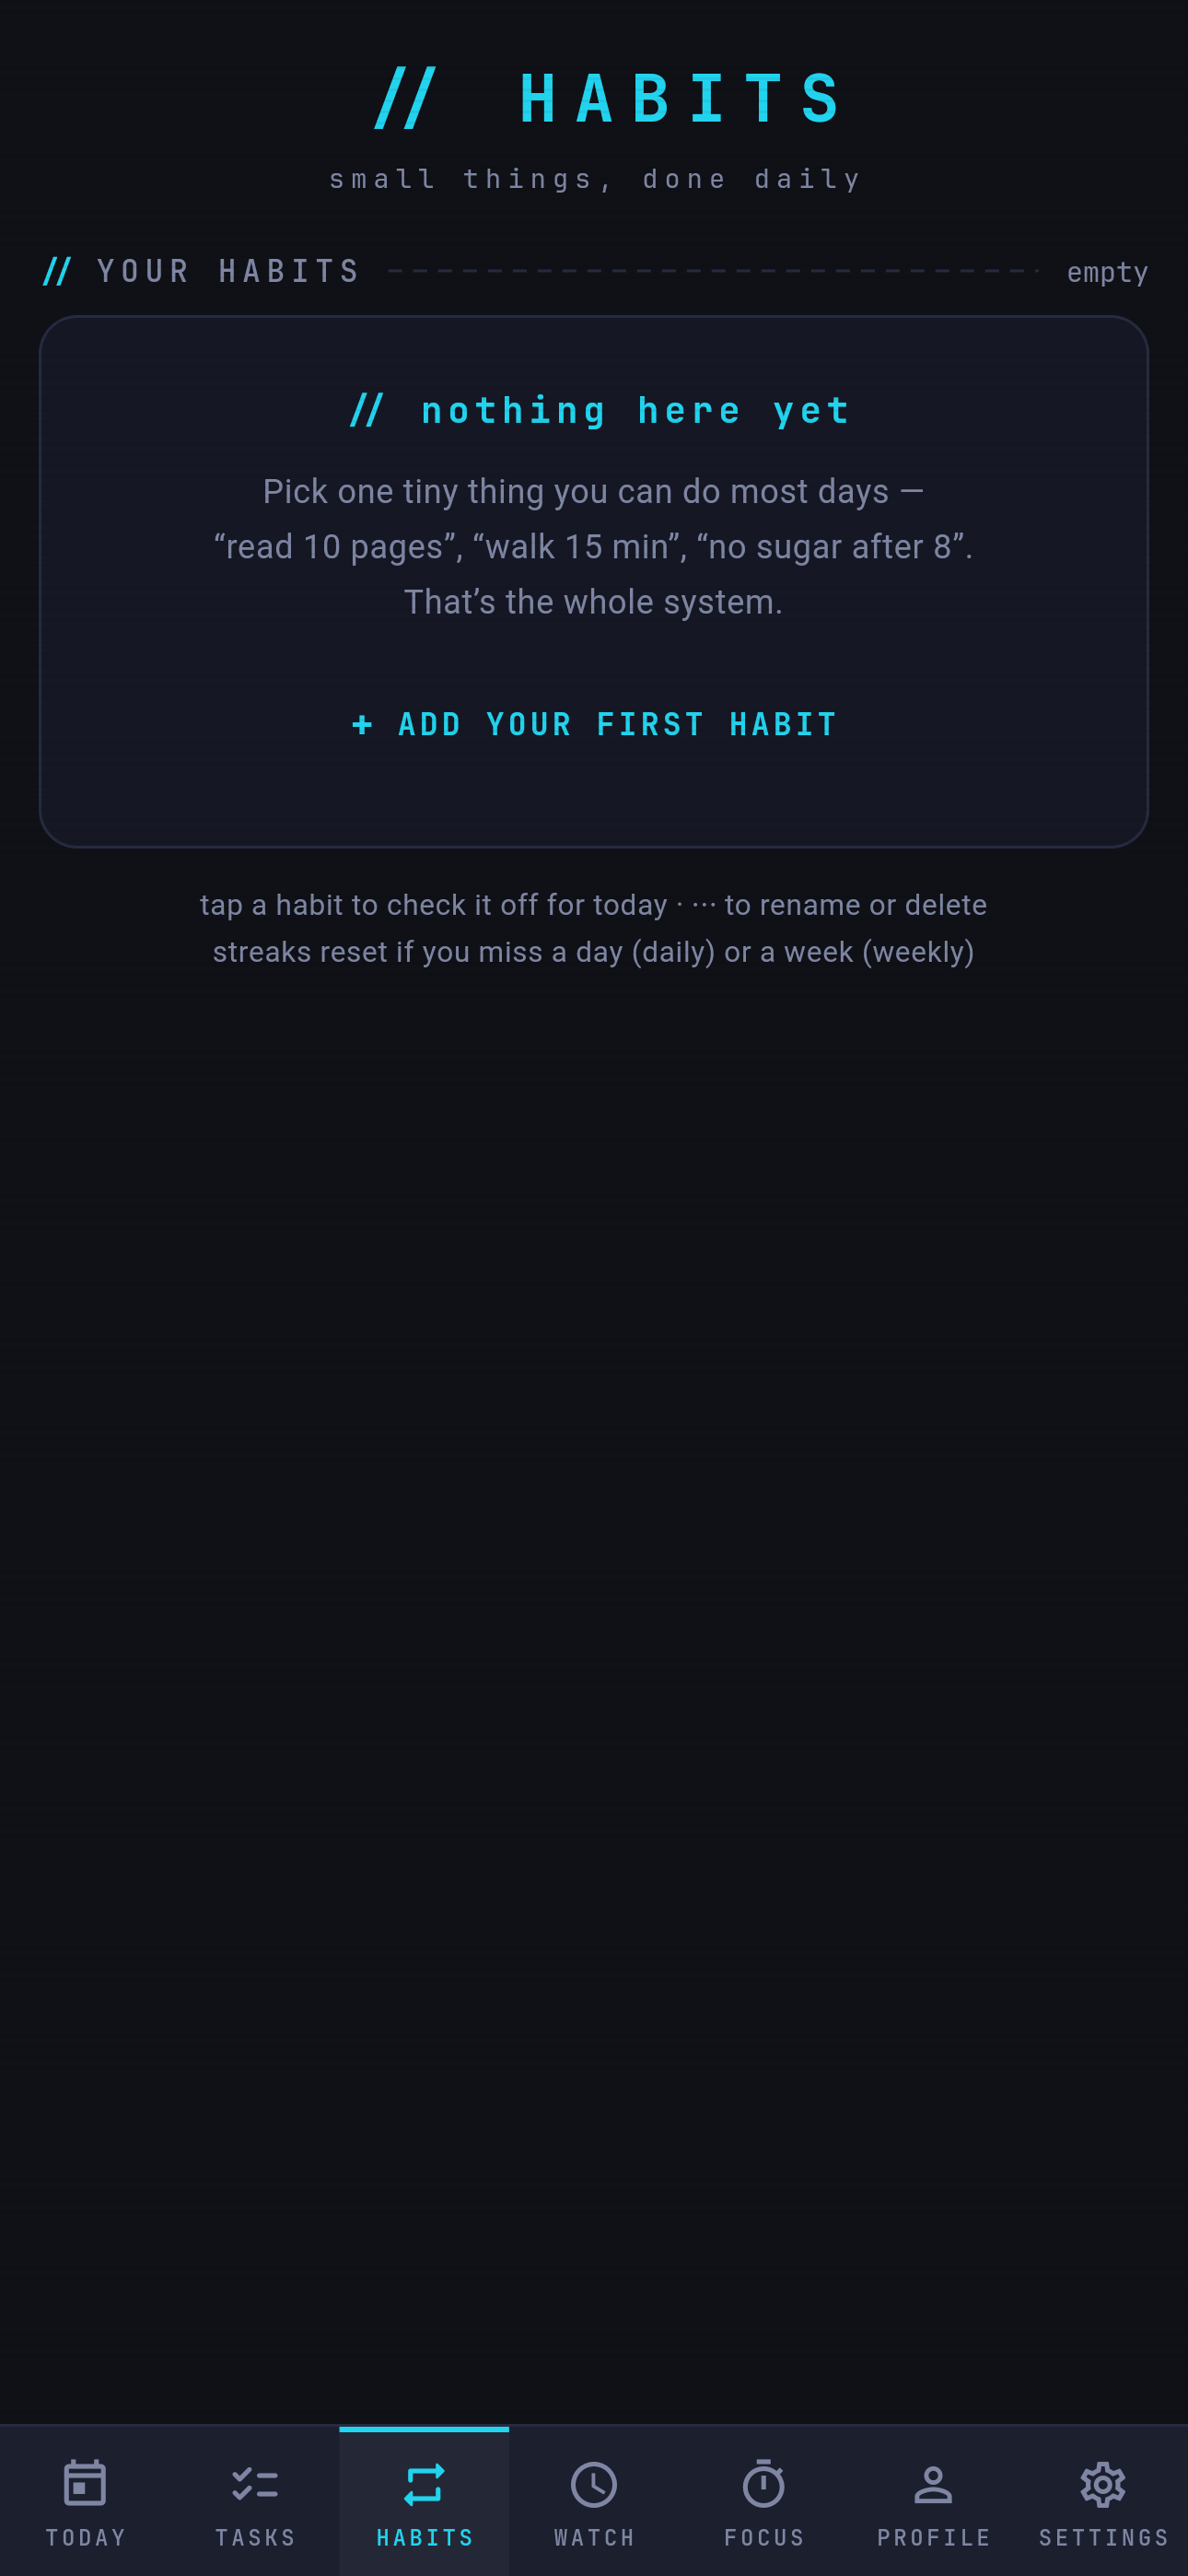 // HABITS
small things, done daily
// YOUR HABITS
empty
// nothing here yet
Pick one tiny thing you can do most days —
“read 10 pages”, “walk 15 min”, “no sugar after 8”.
That’s the whole system.
+ ADD YOUR FIRST HABIT
tap a habit to check it off for today · ··· to rename or delete
streaks reset if you miss a day (daily) or a week (weekly)
TODAY
TASKS
HABITS
WATCH
FOCUS
PROFILE
SETTINGS